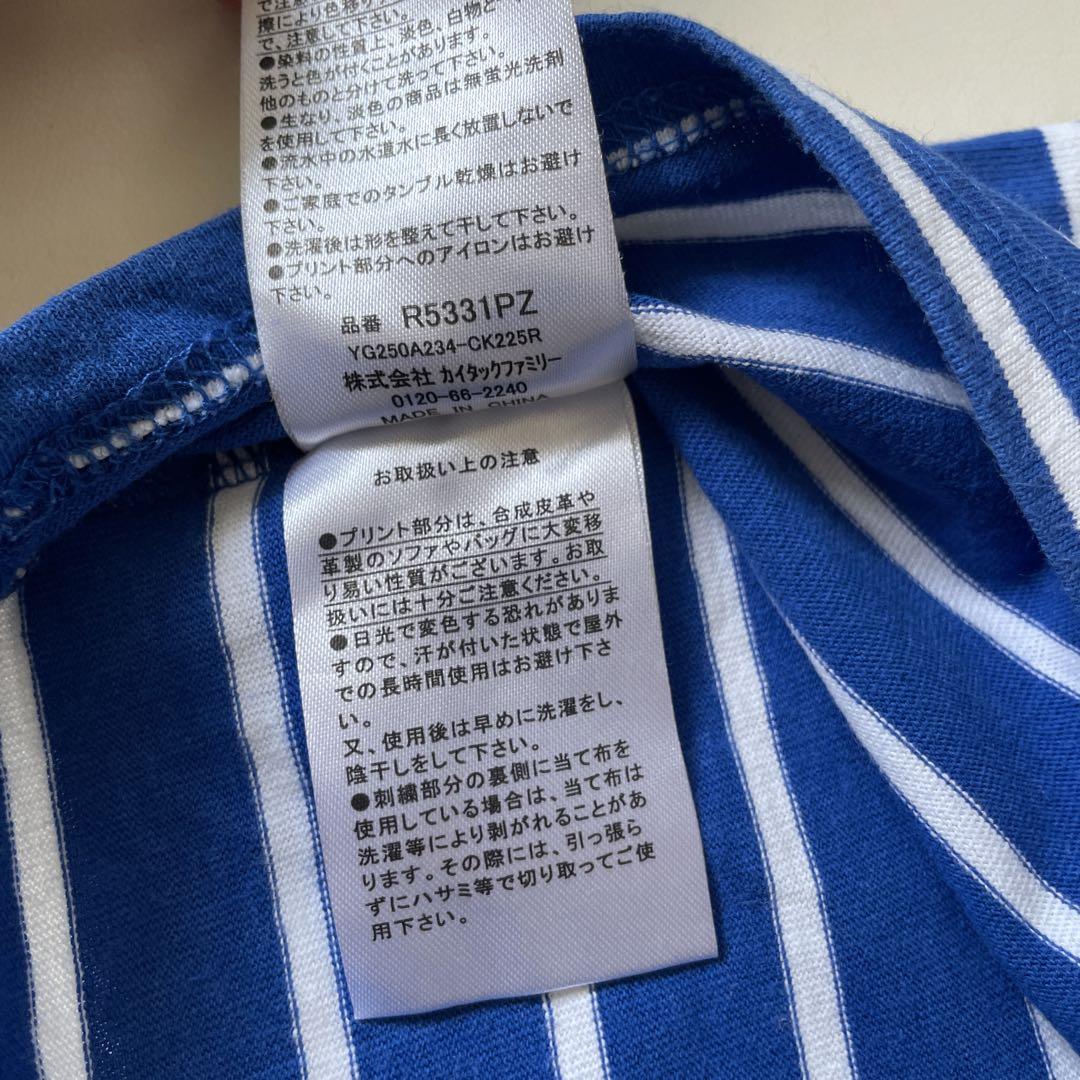 で注意
擦により色移り
で、注意して下さい。
●染料の性質上、淡色、白物と
洗うと色が付くことがあります。
他のものと分けて洗って下さい。
●生なり、淡色の商品は無蛍光洗剤
を使用して下さい。
●流水中の水道水に長く放置しないで
下さい。
●ご家庭でのタンブル乾燥はお避け
下さい。
●洗濯後は形を整えて干して下さい。
●プリント部分へのアイロンはお避け
下さい。
品番 R5331PZ
YG250A234-CK225R
株式会社 カイタックファミリー
0120-66-2240
MADE IN CHINA
お取扱い上の注意
●プリント部分は、合成皮革や
革製のソファやバッグに大変移
り易い性質がございます。お取
扱いには十分ご注意ください。
●日光で変色する恐れがありま
すので、汗が付いた状態で屋外
での長時間使用はお避け下さ
い。
又、使用後は早めに洗濯をし、
陰干しをして下さい。
●刺繍部分の裏側に当て布を
使用している場合は、当て布は
洗濯等により剥がれることがあ
ります。その際には、引っ張ら
ずにハサミ等で切り取ってご使
用下さい。